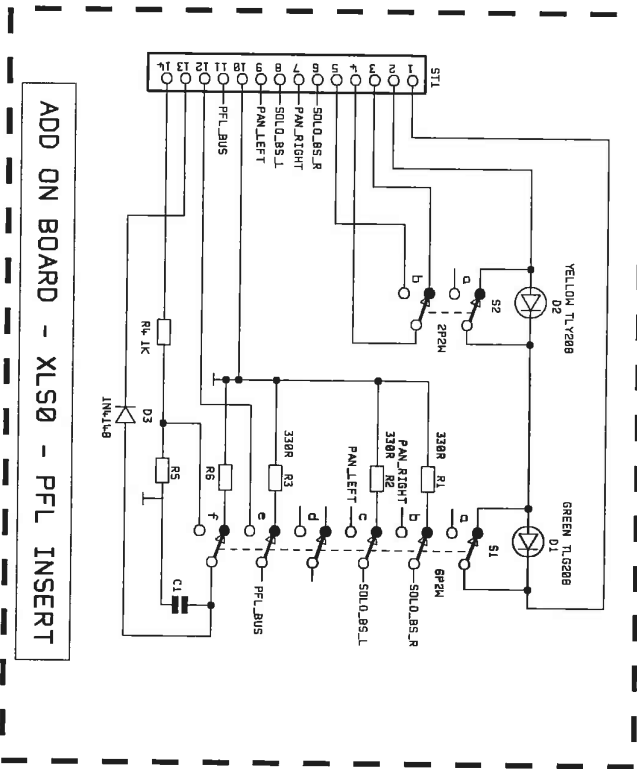 ST1
1
2
3
4
5
6
7
8
9
10
11
12
13
14
SOLO_BS_R
PAN_RIGHT
SOLO_BS_L
PAN_LEFT
PFL_BUS
YELLOW TLY208
D2
S2
a
b
2P2W
GREEN TLG208
D1
S1
6P2W
a
b
c
d
e
f
330R R1
330R R2
330R R3
PAN_RIGHT
PAN_LEFT
SOLO_BS_R
SOLO_BS_L
PFL_BUS
R6
R4 1K
R5
D3
1N4148
C1
ADD ON BOARD - XLS0 - PFL INSERT